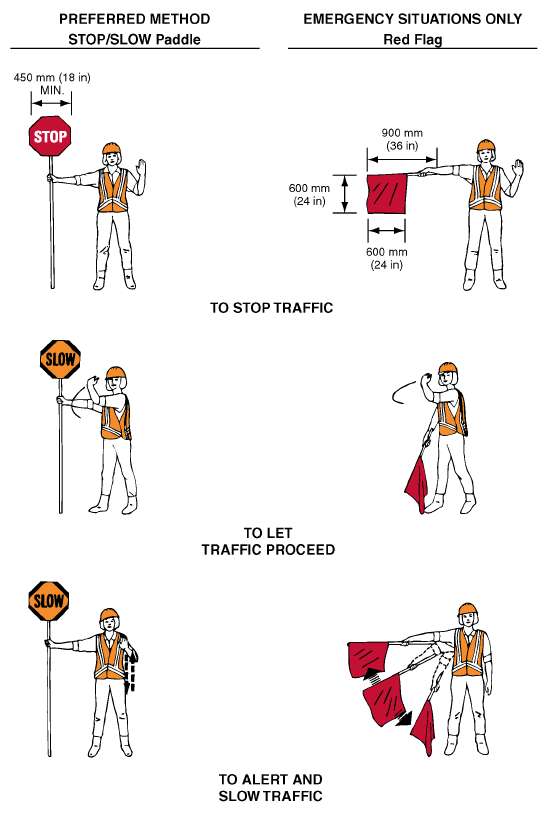 PREFERRED METHOD
STOP/SLOW Paddle
EMERGENCY SITUATIONS ONLY
Red Flag
450 mm (18 in)
MIN.
STOP
900 mm
(36 in)
600 mm
(24 in)
600 mm
(24 in)
TO STOP TRAFFIC
SLOW
TO LET
TRAFFIC PROCEED
SLOW
TO ALERT AND
SLOW TRAFFIC